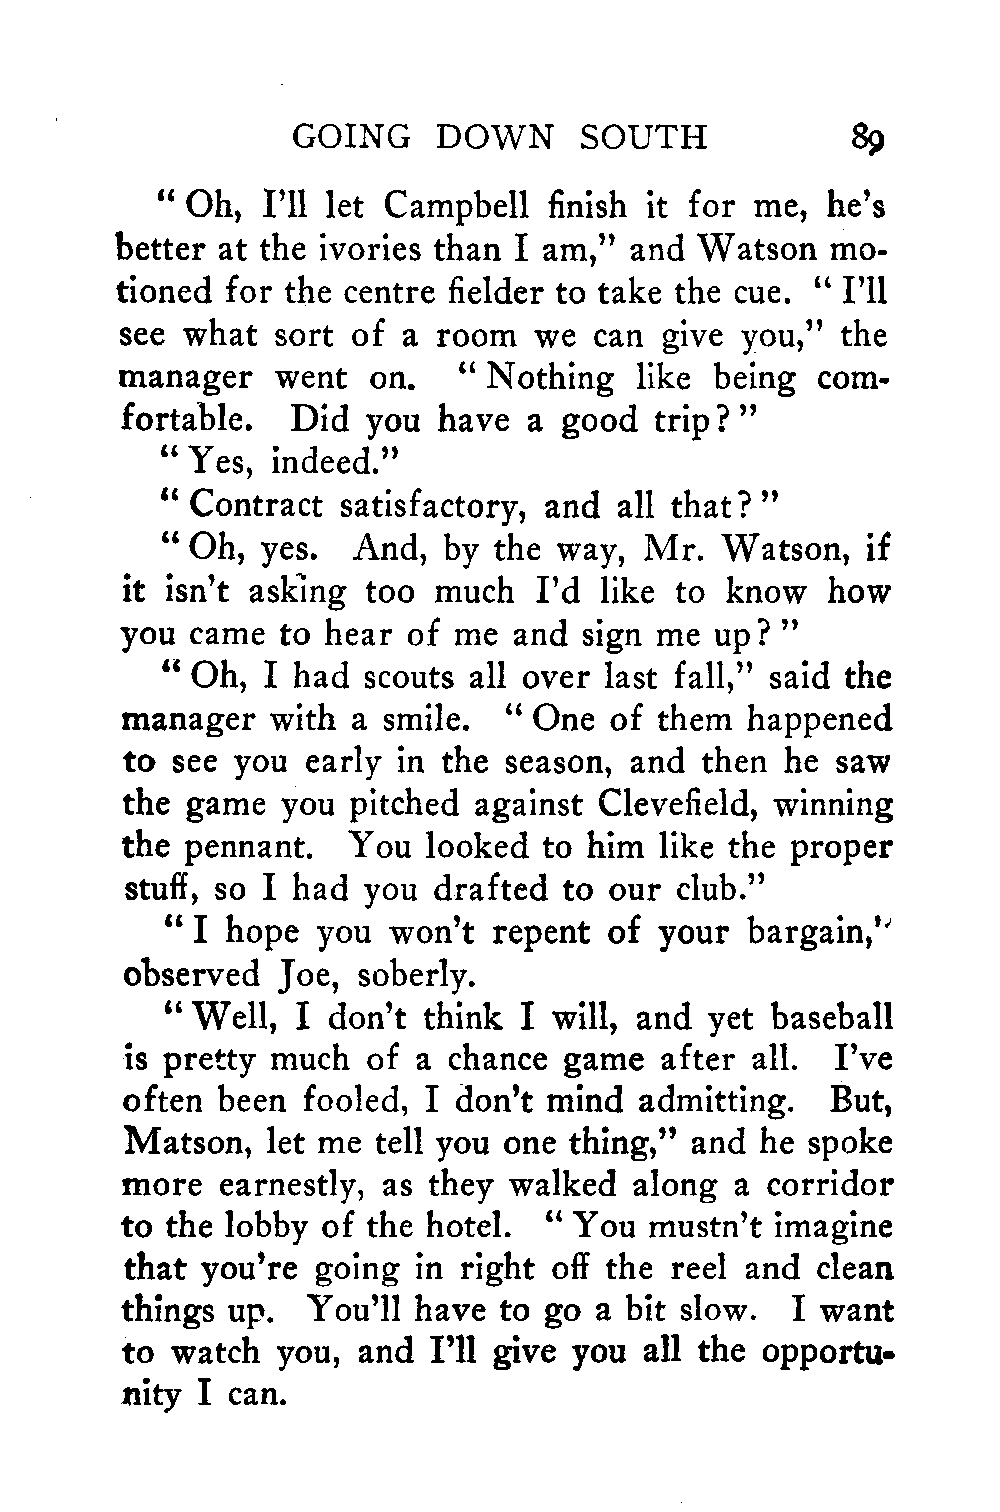 GOING DOWN SOUTH 89
" Oh, I'll let Campbell finish it for me, he's
better at the ivories than I am," and Watson mo-
tioned for the centre fielder to take the cue. " I'll
see what sort of a room we can give you," the
manager went on. " Nothing like being com-
fortable. Did you have a good trip? "
" Yes, indeed."
" Contract satisfactory, and all that? "
" Oh, yes. And, by the way, Mr. Watson, if
it isn't asking too much I'd like to know how
you came to hear of me and sign me up? "
" Oh, I had scouts all over last fall," said the
manager with a smile. " One of them happened
to see you early in the season, and then he saw
the game you pitched against Clevefield, winning
the pennant. You looked to him like the proper
stuff, so I had you drafted to our club."
" I hope you won't repent of your bargain,"
observed Joe, soberly.
" Well, I don't think I will, and yet baseball
is pretty much of a chance game after all. I've
often been fooled, I don't mind admitting. But,
Matson, let me tell you one thing," and he spoke
more earnestly, as they walked along a corridor
to the lobby of the hotel. " You mustn't imagine
that you're going in right off the reel and clean
things up. You'll have to go a bit slow. I want
to watch you, and I'll give you all the opportu-
nity I can.